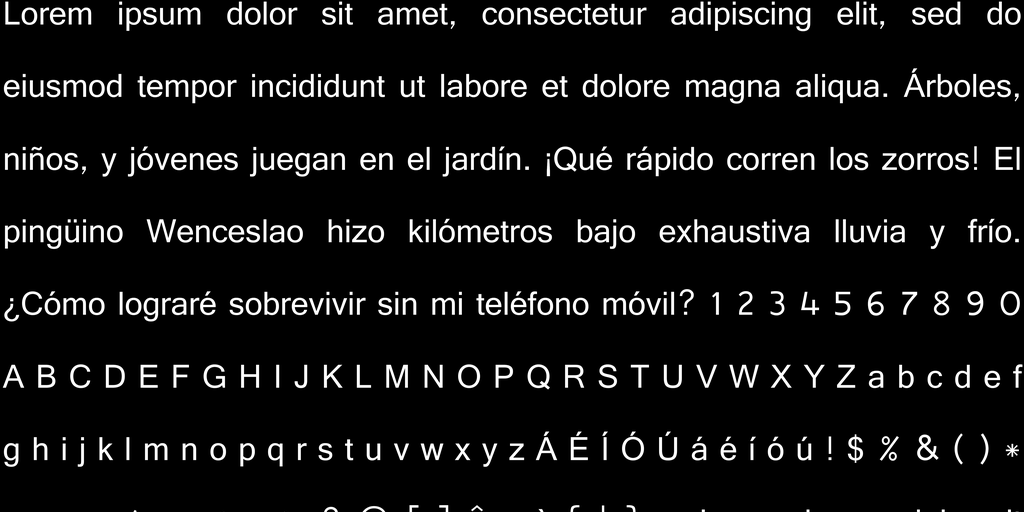 Lorem ipsum dolor sit amet, consectetur adipiscing elit, sed do
eiusmod tempor incididunt ut labore et dolore magna aliqua. Árboles,
niños, y jóvenes juegan en el jardín. ¡Qué rápido corren los zorros! El
pingüino Wenceslao hizo kilómetros bajo exhaustiva lluvia y frío.
¿Cómo lograré sobrevivir sin mi teléfono móvil? 1 2 3 4 5 6 7 8 9 0
A B C D E F G H I J K L M N O P Q R S T U V W X Y Z a b c d e f
g h i j k l m n o p q r s t u v w x y z Á É Í Ó Ú á é í ó ú ! $ % & ( ) *